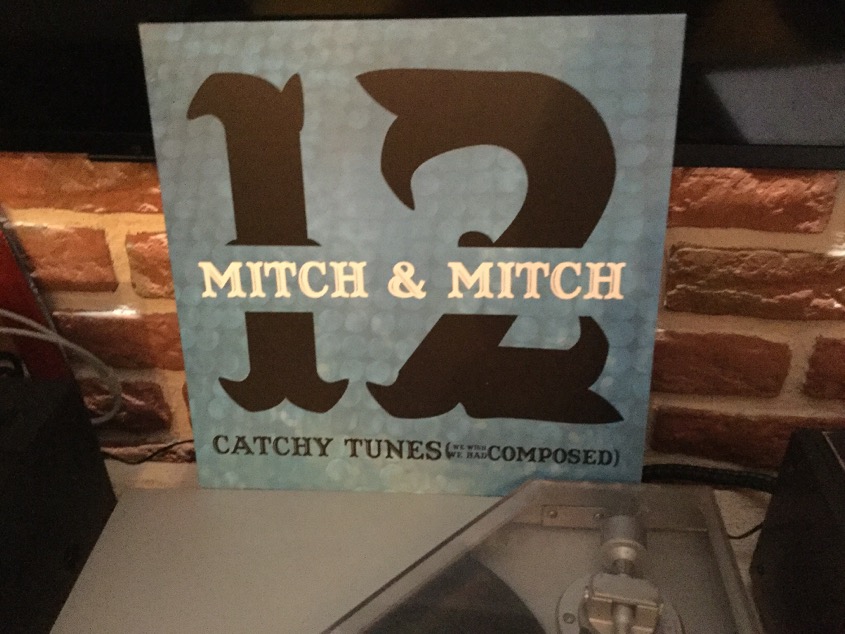 12
MITCH & MITCH
CATCHY TUNES (WE WISH WE HAD COMPOSED)